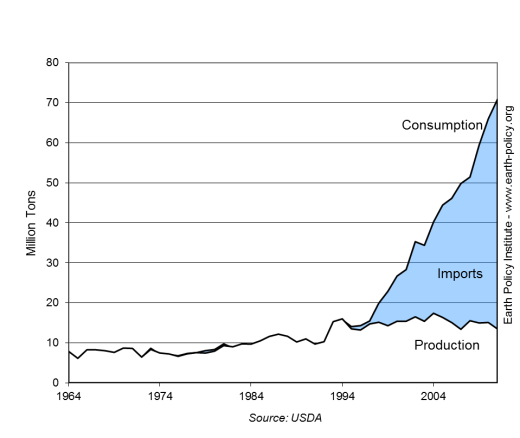 80
70
60
50
40
30
20
10
0
Million Tons
Consumption
Imports
Production
1964 1974 1984 1994 2004
Source: USDA
Earth Policy Institute - www.earth-policy.org